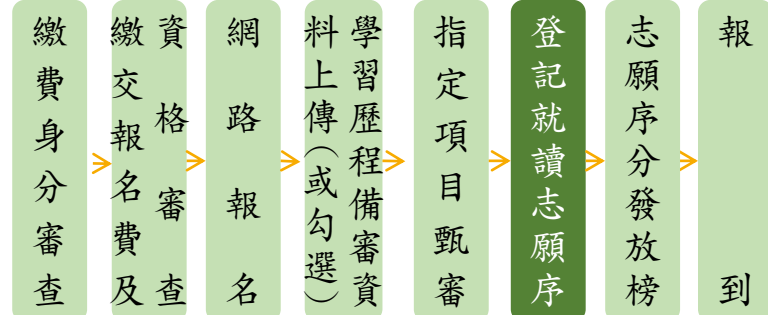 繳費身分審查
繳交報名費及
資格審查
網路報名
學習歷程備審資
料上傳（或勾選）
指定項目甄審
登記就讀志願序
志願序分發放榜
報到